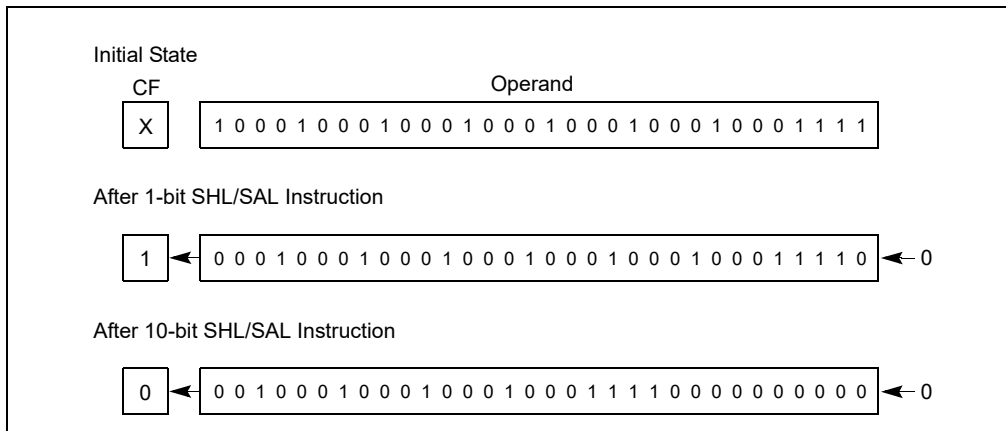 Initial State
CF Operand
X 1 0 0 0 1 0 0 0 1 0 0 0 1 0 0 0 1 0 0 0 1 0 0 0 1 0 0 0 1 1 1 1
After 1-bit SHL/SAL Instruction
1 0 0 0 1 0 0 0 1 0 0 0 1 0 0 0 1 0 0 0 1 0 0 0 1 0 0 0 1 1 1 1 0 0
After 10-bit SHL/SAL Instruction
0 0 0 1 0 0 0 1 0 0 0 1 0 0 0 1 0 0 0 1 1 1 1 0 0 0 0 0 0 0 0 0 0 0